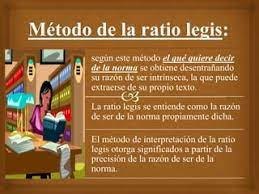 Método de la ratio legis:
según este método el qué quiere decir
de la norma se obtiene desentrañando
su razón de ser intrínseca, la que puede
extraerse de su propio texto.
La ratio legis se entiende como la razón
de ser de la norma propiamente dicha.
El método de interpretación de la ratio
legis otorga significados a partir de la
precisión de la razón de ser de la
norma.